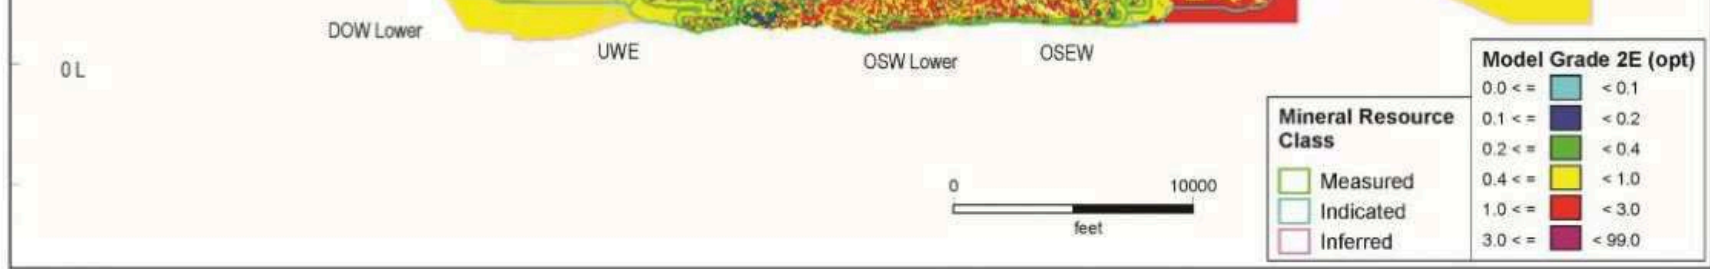 DOW Lower
UWE
OSW Lower
OSEW
0 L
0 10000
feet
Mineral Resource
Class
Measured
Indicated
Inferred
Model Grade 2E (opt)
0.0 < = < 0.1
0.1 < = < 0.2
0.2 < = < 0.4
0.4 < = < 1.0
1.0 < = < 3.0
3.0 < = < 99.0